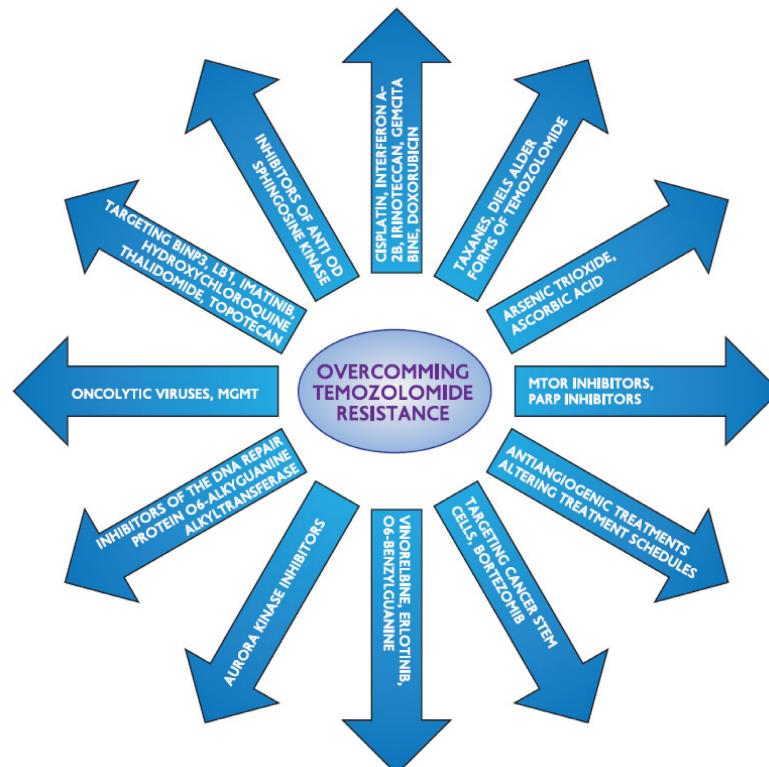 OVERCOMMING
TEMOZOLOMIDE
RESISTANCE
CISPLATIN, INTERFERON A-
2B, IRINOTECCAN, GEMCITA
BINE, DOXORUBICIN
TAXANES, DIELS ALDER
FORMS OF TEMOZOLOMIDE
ARSENIC TRIOXIDE,
ASCORBIC ACID
MTOR INHIBITORS,
PARP INHIBITORS
ANTIANGIOGENIC TREATMENTS
ALTERING TREATMENT SCHEDULES
TARGETING CANCER STEM
CELLS, BORTEZOMIB
VINORELBINE, ERLOTINIB,
O6-BENZYLGUANINE
AURORA KINASE INHIBITORS
INHIBITORS OF THE DNA REPAIR
PROTEIN O6-ALKYGUANINE
ALKYLTRANSFERASE
ONCOLYTIC VIRUSES, MGMT
TARGETING BINP3, LB1, IMATINIB,
HYDROXYCHLOROQUINE
THALIDOMIDE, TOPOTECAN
INHIBITORS OF ANTI OD
SPHINGOSINE KINASE